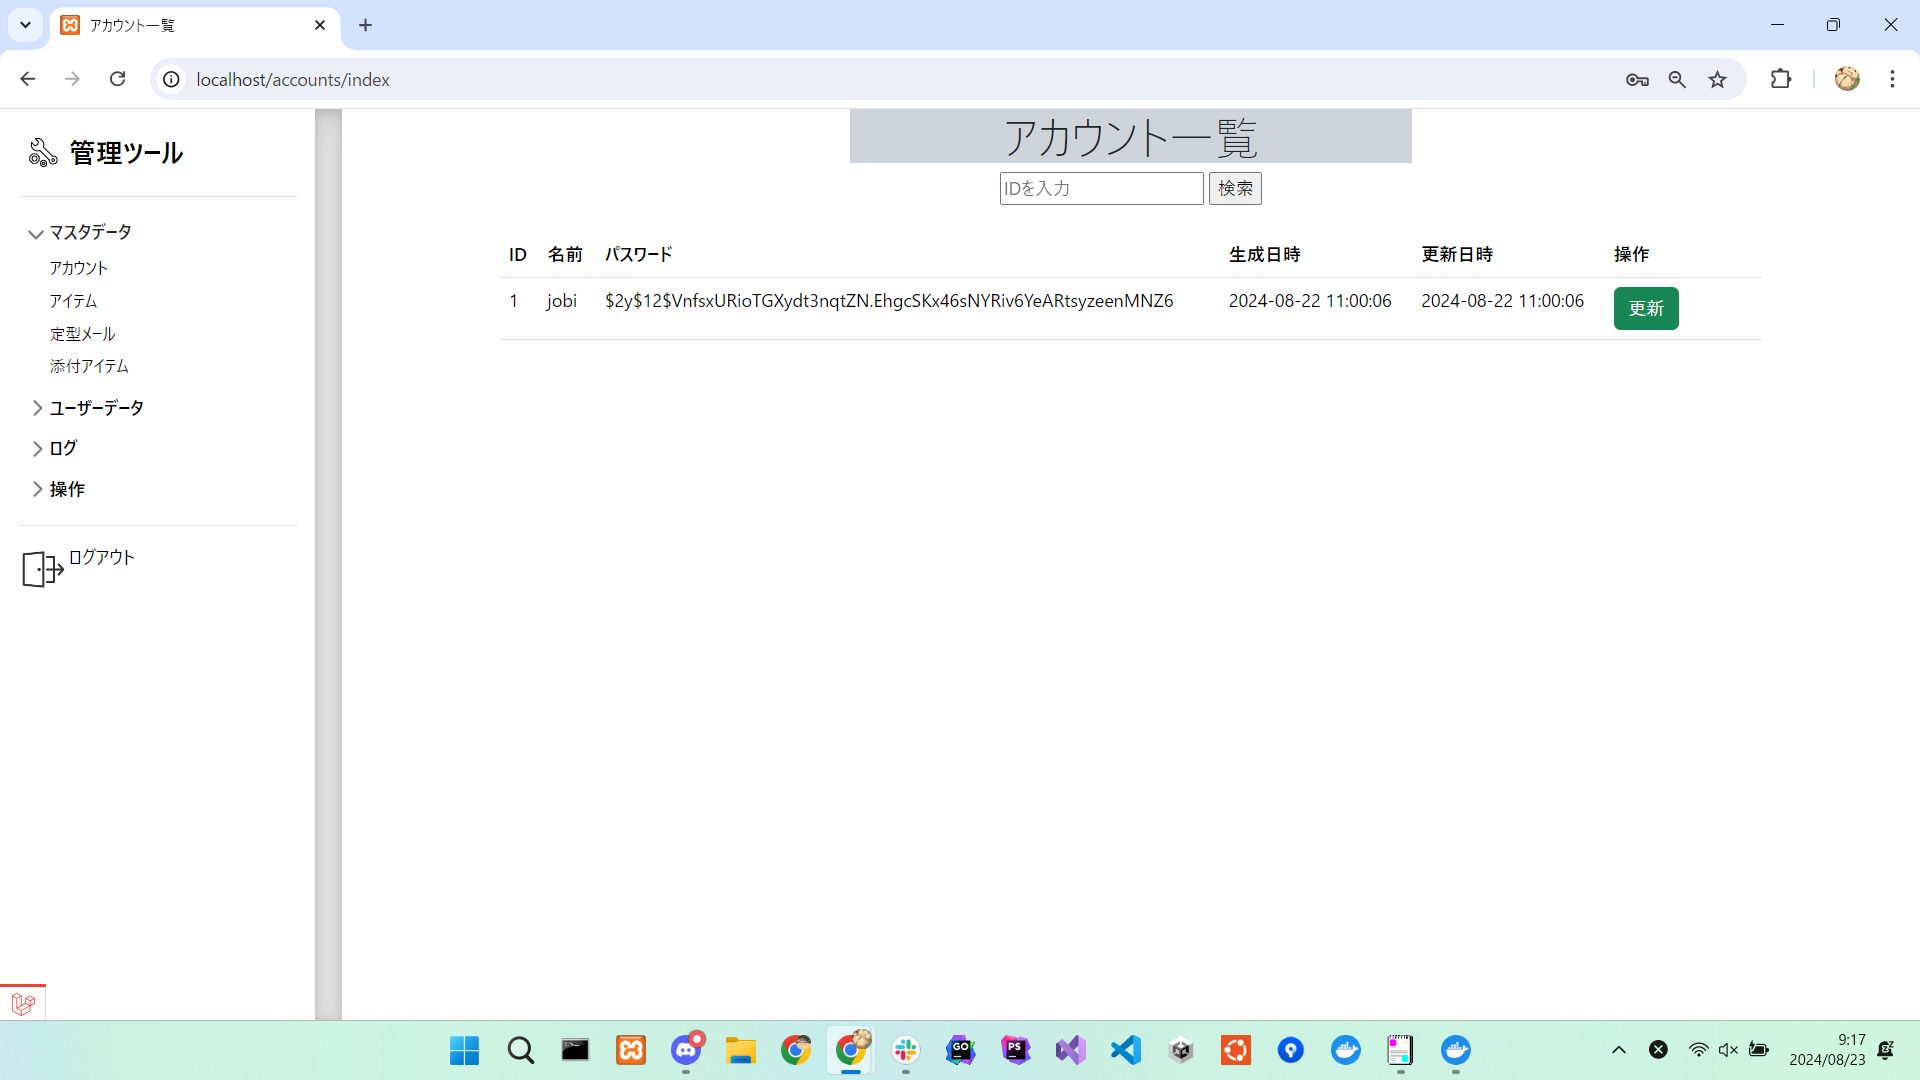 アカウント一覧
localhost/accounts/index
管理ツール
マスタデータ
アカウント
アイテム
定型メール
添付アイテム
ユーザーデータ
ログ
操作
ログアウト
アカウント一覧
IDを入力 検索
ID 名前 パスワード 生成日時 更新日時 操作
1 jobi $2y$12$VnfsxURioTGXydt3nqtZN.EhgcSKx46sNYRiv6YeARtsyzeenMNZ6 2024-08-22 11:00:06 2024-08-22 11:00:06 更新
GO
PS
9:17
2024/08/23